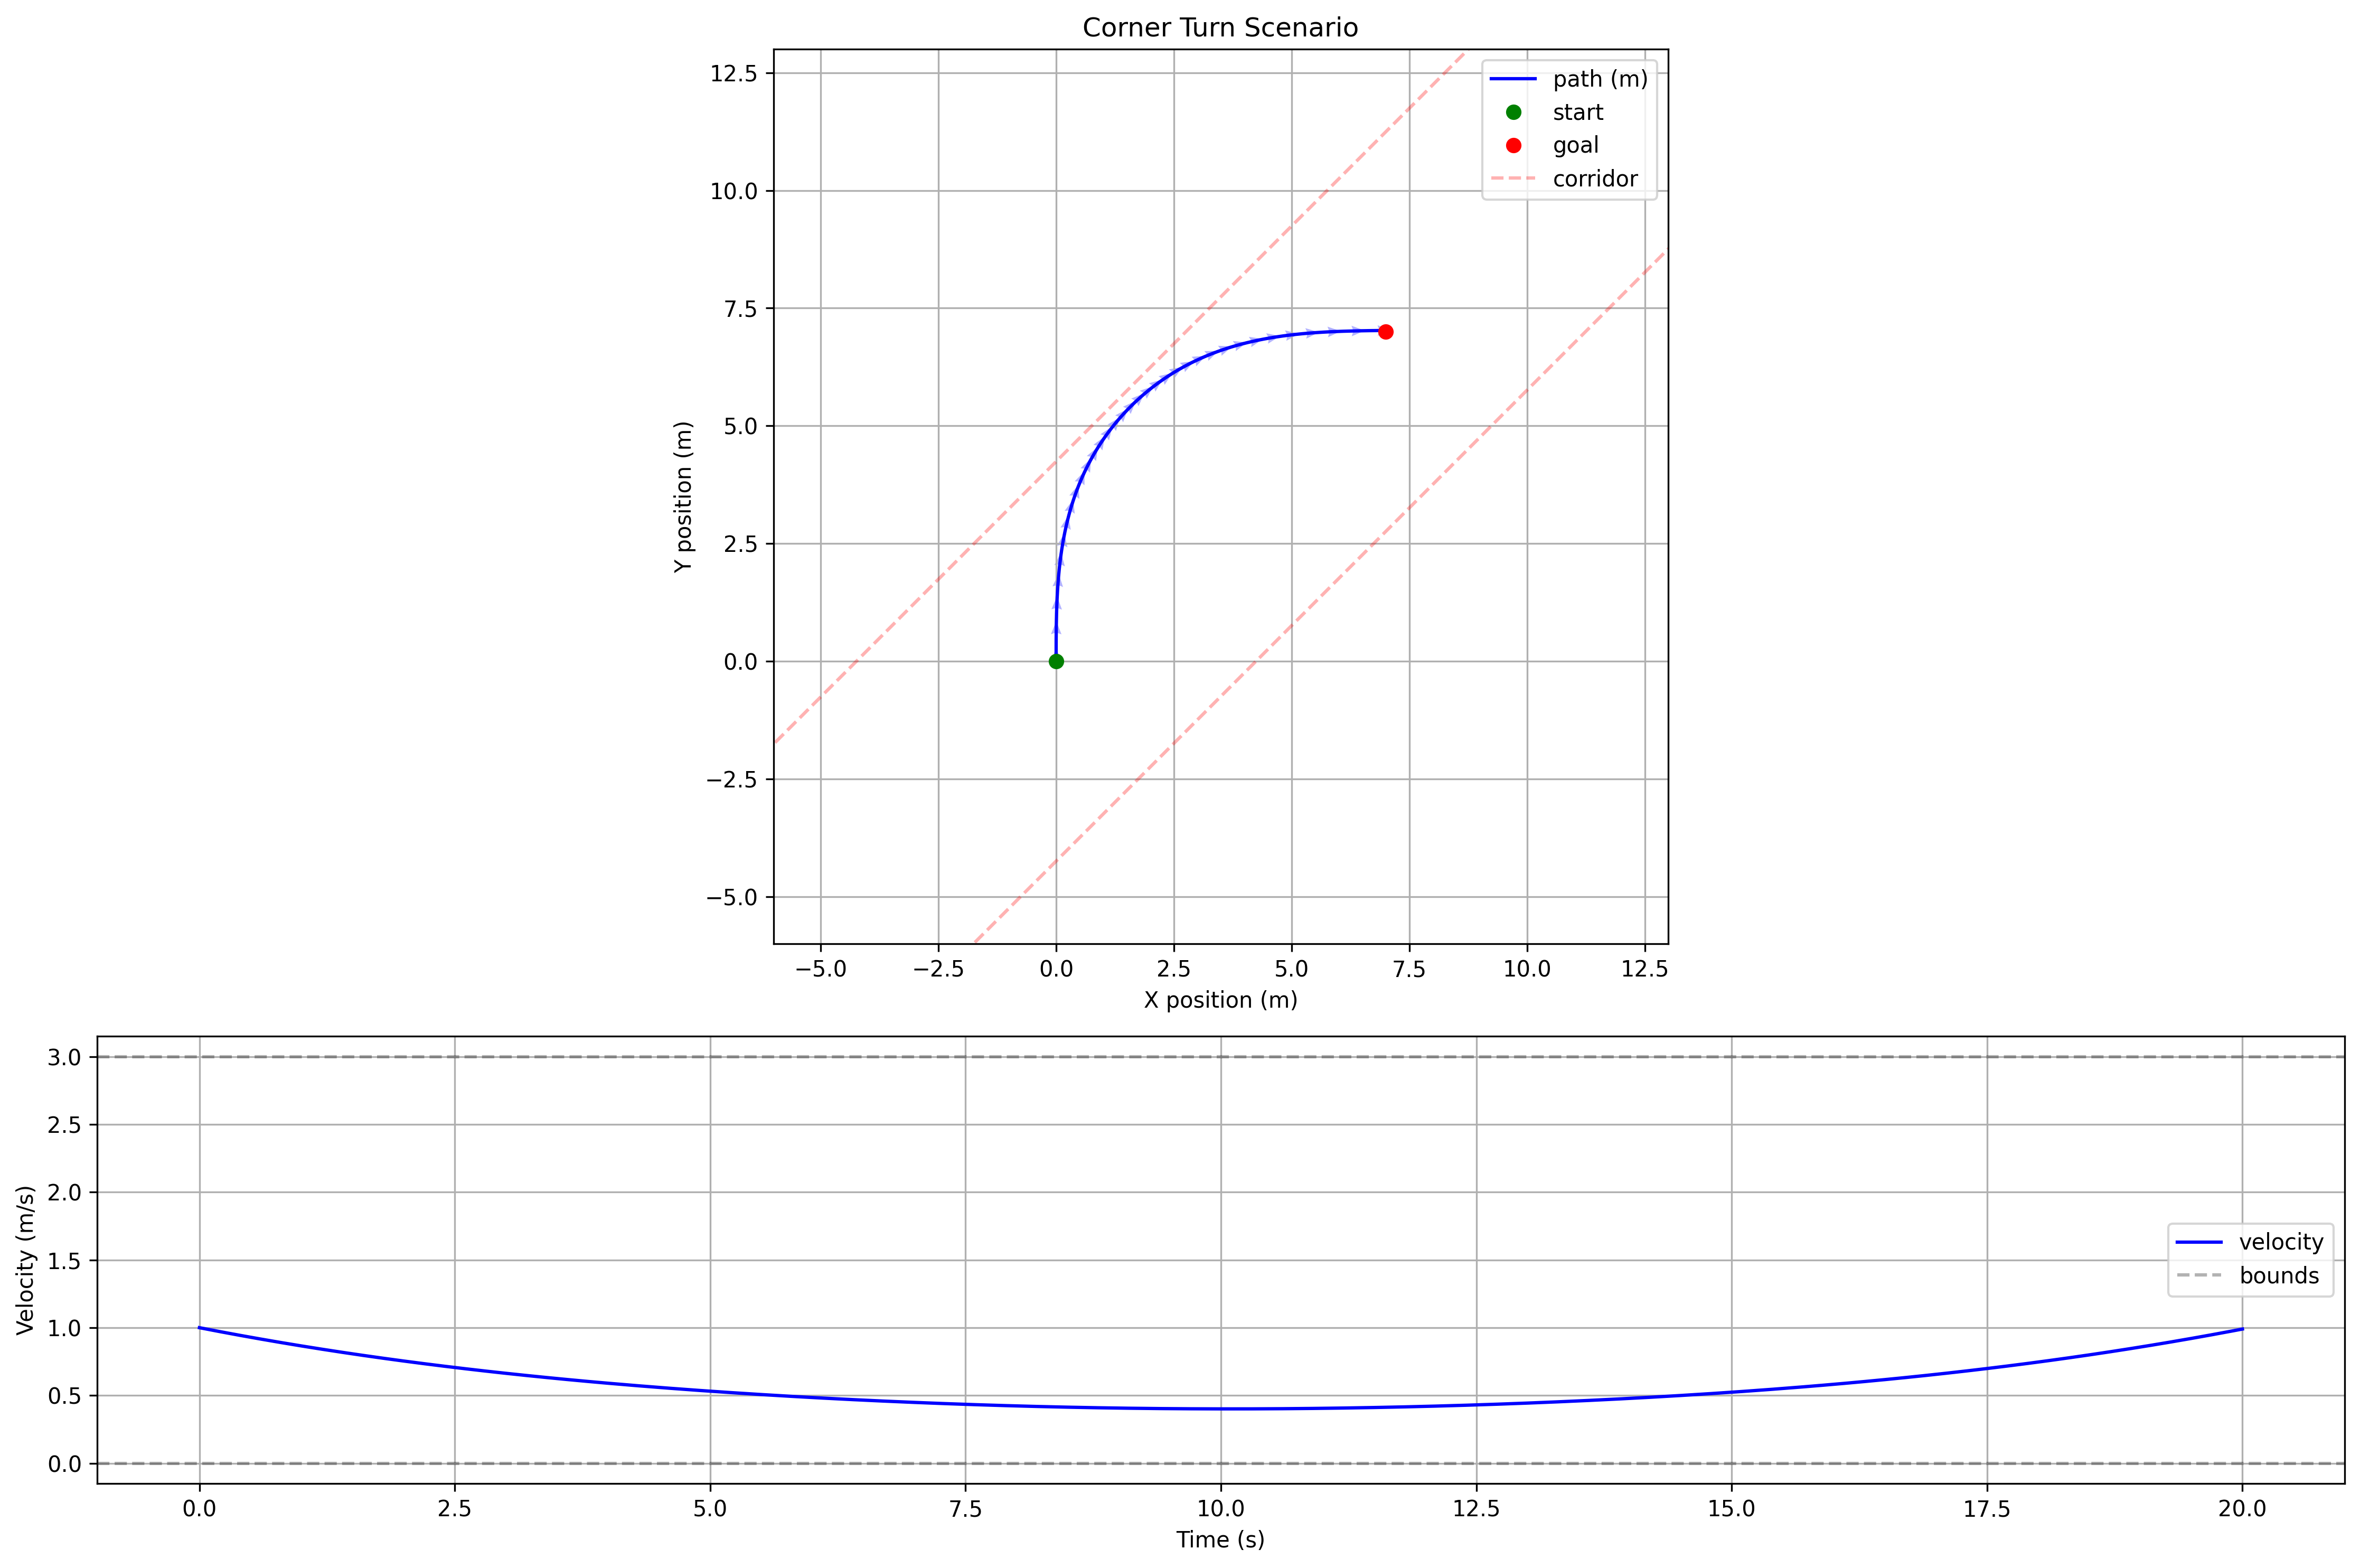 Corner Turn Scenario
path (m)
start
goal
corridor
12.5
10.0
7.5
5.0
2.5
0.0
−2.5
−5.0
Y position (m)
−5.0 −2.5 0.0 2.5 5.0 7.5 10.0 12.5
X position (m)
3.0
2.5
2.0
1.5
1.0
0.5
0.0
Velocity (m/s)
velocity
bounds
0.0 2.5 5.0 7.5 10.0 12.5 15.0 17.5 20.0
Time (s)